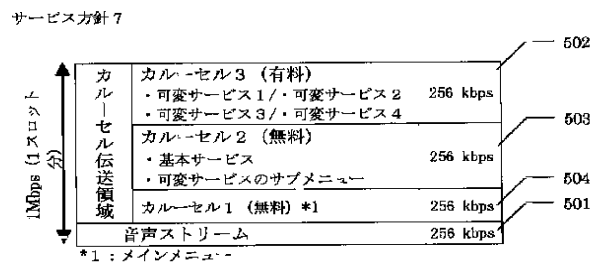 サービス方針7
カルーセル3 (有料)
・可変サービス1/・可変サービス2
・可変サービス3/・可変サービス4
256 kbps
502
カルーセル2 (無料)
・基本サービス
・可変サービスのサブメニュー
256 kbps
503
カルーセル1 (無料) *1
256 kbps
504
音声ストリーム
256 kbps
501
カルーセル伝送領域
1Mbps (1スロット分)
*1:メインメニュー